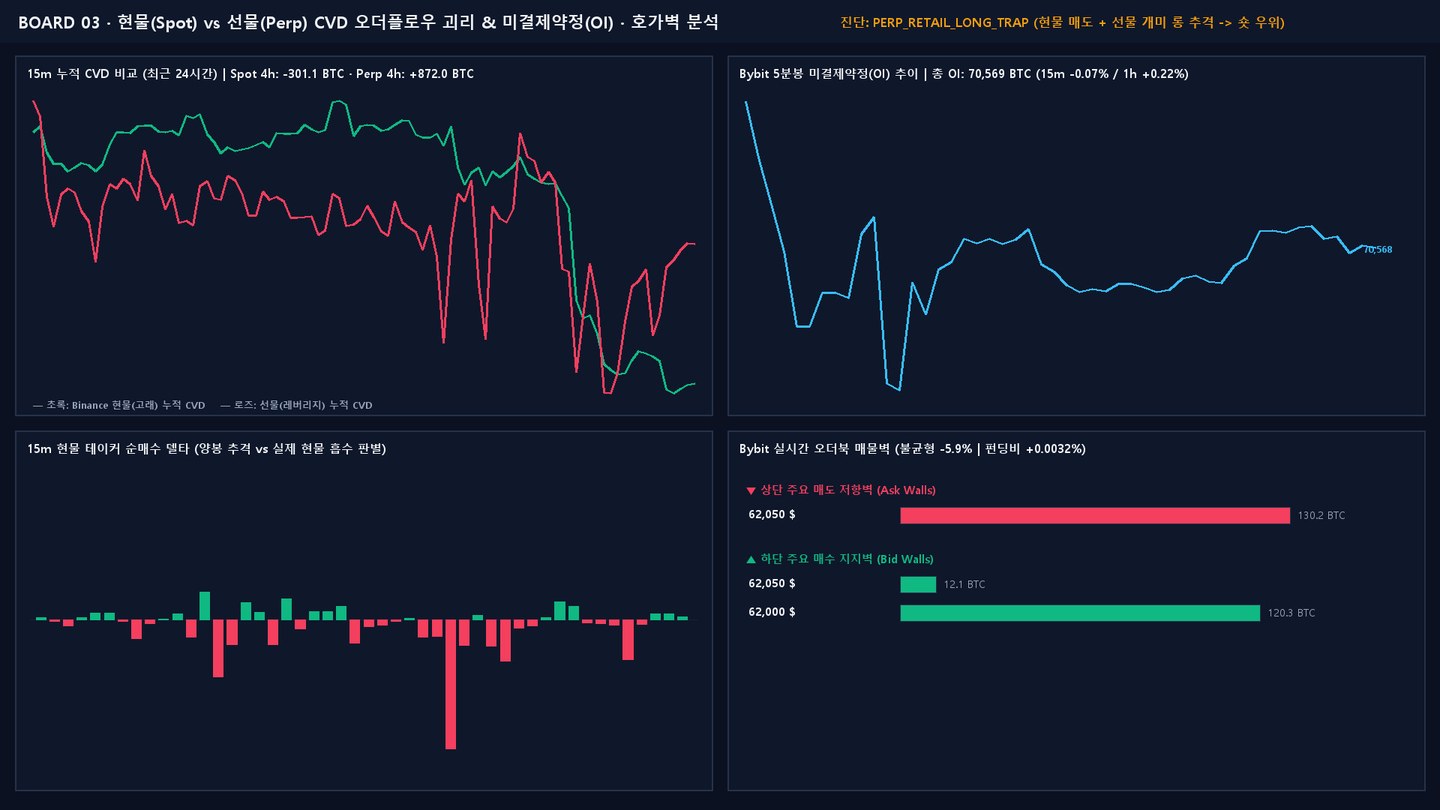 BOARD 03 · 현물(Spot) vs 선물(Perp) CVD 오더플로우 괴리 & 미결제약정(OI) · 호가벽 분석
진단: PERP_RETAIL_LONG_TRAP (현물 매도 + 선물 개미 롱 추격 -> 숏 우위)
15m 누적 CVD 비교 (최근 24시간) | Spot 4h: -301.1 BTC · Perp 4h: +872.0 BTC
— 초록: Binance 현물(고래) 누적 CVD — 로즈: 선물(레버리지) 누적 CVD
Bybit 5분봉 미결제약정(OI) 추이 | 총 OI: 70,569 BTC (15m -0.07% / 1h +0.22%)
70,568
15m 현물 테이커 순매수 델타 (양봉 추격 vs 실제 현물 흡수 판별)
Bybit 실시간 오더북 매물벽 (불균형 -5.9% | 펀딩비 +0.0032%)
▼ 상단 주요 매도 저항벽 (Ask Walls)
62,050 $ 130.2 BTC
▲ 하단 주요 매수 지지벽 (Bid Walls)
62,050 $ 12.1 BTC
62,000 $ 120.3 BTC